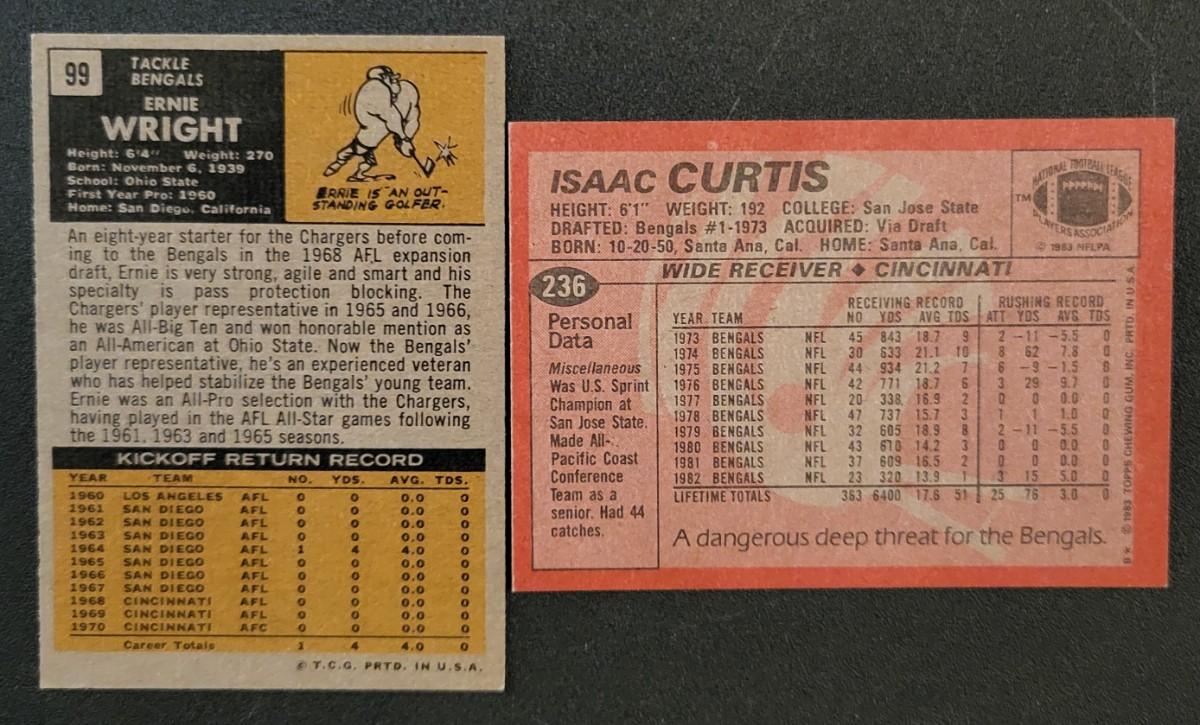 99
TACKLE
BENGALS
ERNIE
WRIGHT
Height: 6'4" Weight: 270
Born: November 6, 1939
School: Ohio State
First Year Pro: 1960
Home: San Diego, California
ERNIE IS AN OUT-
STANDING GOLFER.
An eight-year starter for the Chargers before com-
ing to the Bengals in the 1968 AFL expansion
draft, Ernie is very strong, agile and smart and his
specialty is pass protection blocking. The
Chargers' player representative in 1965 and 1966,
he was All-Big Ten and won honorable mention as
an All-American at Ohio State. Now the Bengals'
player representative, he's an experienced veteran
who has helped stabilize the Bengals' young team.
Ernie was an All-Pro selection with the Chargers,
having played in the AFL All-Star games following
the 1961, 1963 and 1965 seasons.
KICKOFF RETURN RECORD
YEAR TEAM NO. YDS. AVG. TDS.
1960 LOS ANGELES AFL 0 0 0.0 0
1961 SAN DIEGO AFL 0 0 0.0 0
1962 SAN DIEGO AFL 0 0 0.0 0
1963 SAN DIEGO AFL 0 0 0.0 0
1964 SAN DIEGO AFL 1 4 4.0 0
1965 SAN DIEGO AFL 0 0 0.0 0
1966 SAN DIEGO AFL 0 0 0.0 0
1967 SAN DIEGO AFL 0 0 0.0 0
1968 CINCINNATI AFL 0 0 0.0 0
1969 CINCINNATI AFL 0 0 0.0 0
1970 CINCINNATI AFC 0 0 0.0 0
Career Totals 1 4 4.0 0
© T.C.G. PRTD. IN U.S.A.
ISAAC CURTIS
HEIGHT: 6'1" WEIGHT: 192 COLLEGE: San Jose State
DRAFTED: Bengals #1-1973 ACQUIRED: Via Draft
BORN: 10-20-50, Santa Ana, Cal. HOME: Santa Ana, Cal.
NATIONAL FOOTBALL LEAGUE
TM
PLAYERS ASSOCIATION
© 1983 NFLPA
WIDE RECEIVER ◆ CINCINNATI
236
Personal
Data
Miscellaneous
Was U.S. Sprint
Champion at
San Jose State.
Made All-
Pacific Coast
Conference
Team as a
senior. Had 44
catches.
RECEIVING RECORD RUSHING RECORD
YEAR TEAM NO YDS AVG TDS ATT YDS AVG TDS
1973 BENGALS NFL 45 843 18.7 9 2 -11 -5.5 0
1974 BENGALS NFL 30 633 21.1 10 8 62 7.8 0
1975 BENGALS NFL 44 934 21.2 7 6 -9 -1.5 0
1976 BENGALS NFL 42 771 18.7 6 3 29 9.7 0
1977 BENGALS NFL 20 338 16.9 2 0 0 0.0 0
1978 BENGALS NFL 47 737 15.7 3 1 1 1.0 0
1979 BENGALS NFL 32 605 18.9 8 2 -11 -5.5 0
1980 BENGALS NFL 43 610 14.2 3 0 0 0.0 0
1981 BENGALS NFL 37 609 16.5 2 0 0 0.0 0
1982 BENGALS NFL 23 320 13.9 1 3 15 5.0 0
LIFETIME TOTALS 363 6400 17.6 51 25 76 3.0 0
A dangerous deep threat for the Bengals.
B* © 1983 TOPPS CHEWING GUM, INC. PRTD. IN U.S.A.